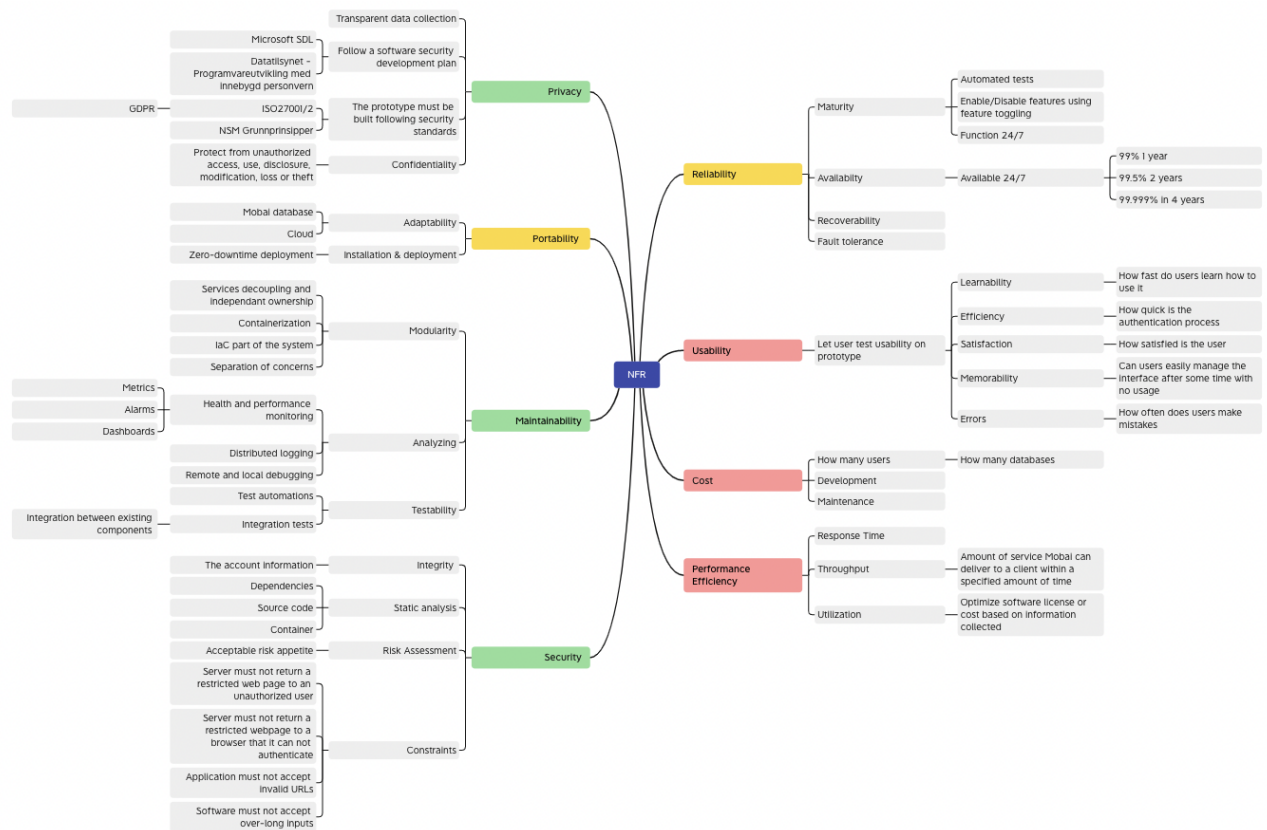 Transparent data collection
Microsoft SDL
Datatilsynet -
Programvareutvikling med
innebygd personvern
Follow a software security
development plan
Privacy
GDPR
ISO27001/2
NSM Grunnprinsipper
The prototype must be
built following security
standards
Protect from unauthorized
access, use, disclosure,
modification, loss or theft
Confidentiality
Mobai database
Cloud
Adaptability
Portability
Zero-downtime deployment
Installation & deployment
Services decoupling and
independant ownership
Containerization
IaC part of the system
Separation of concerns
Modularity
Metrics
Alarms
Dashboards
Health and performance
monitoring
Distributed logging
Remote and local debugging
Analyzing
Maintainability
Test automations
Integration between existing
components
Integration tests
Testability
The account information
Integrity
Dependencies
Source code
Container
Static analysis
Acceptable risk appetite
Risk Assessment
Security
Server must not return a
restricted web page to an
unauthorized user
Server must not return a
restricted webpage to a
browser that it can not
authenticate
Application must not accept
invalid URLs
Software must not accept
over-long inputs
Constraints
NFR
Reliability
Maturity
Automated tests
Enable/Disable features using
feature toggling
Function 24/7
Availabilty
Available 24/7
99% 1 year
99.5% 2 years
99.999% in 4 years
Recoverability
Fault tolerance
Usability
Let user test usability on
prototype
Learnability
How fast do users learn how to
use it
Efficiency
How quick is the
authentication process
Satisfaction
How satisfied is the user
Memorability
Can users easily manage the
interface after some time with
no usage
Errors
How often does users make
mistakes
Cost
How many users
How many databases
Development
Maintenance
Performance
Efficiency
Response Time
Throughput
Amount of service Mobai can
deliver to a client within a
specified amount of time
Utilization
Optimize software license or
cost based on information
collected